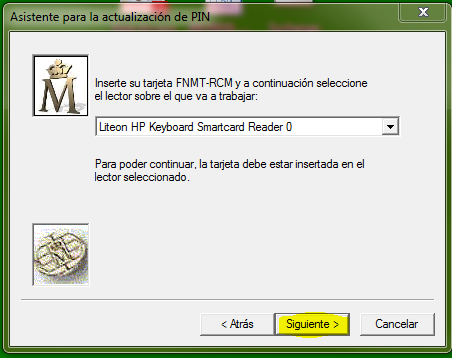 Asistente para la actualización de PIN
Inserte su tarjeta FNMT-RCM y a continuación seleccione
el lector sobre el que va a trabajar:
Liteon HP Keyboard Smartcard Reader 0
Para poder continuar, la tarjeta debe estar insertada en el
lector seleccionado.
< Atrás
Siguiente >
Cancelar